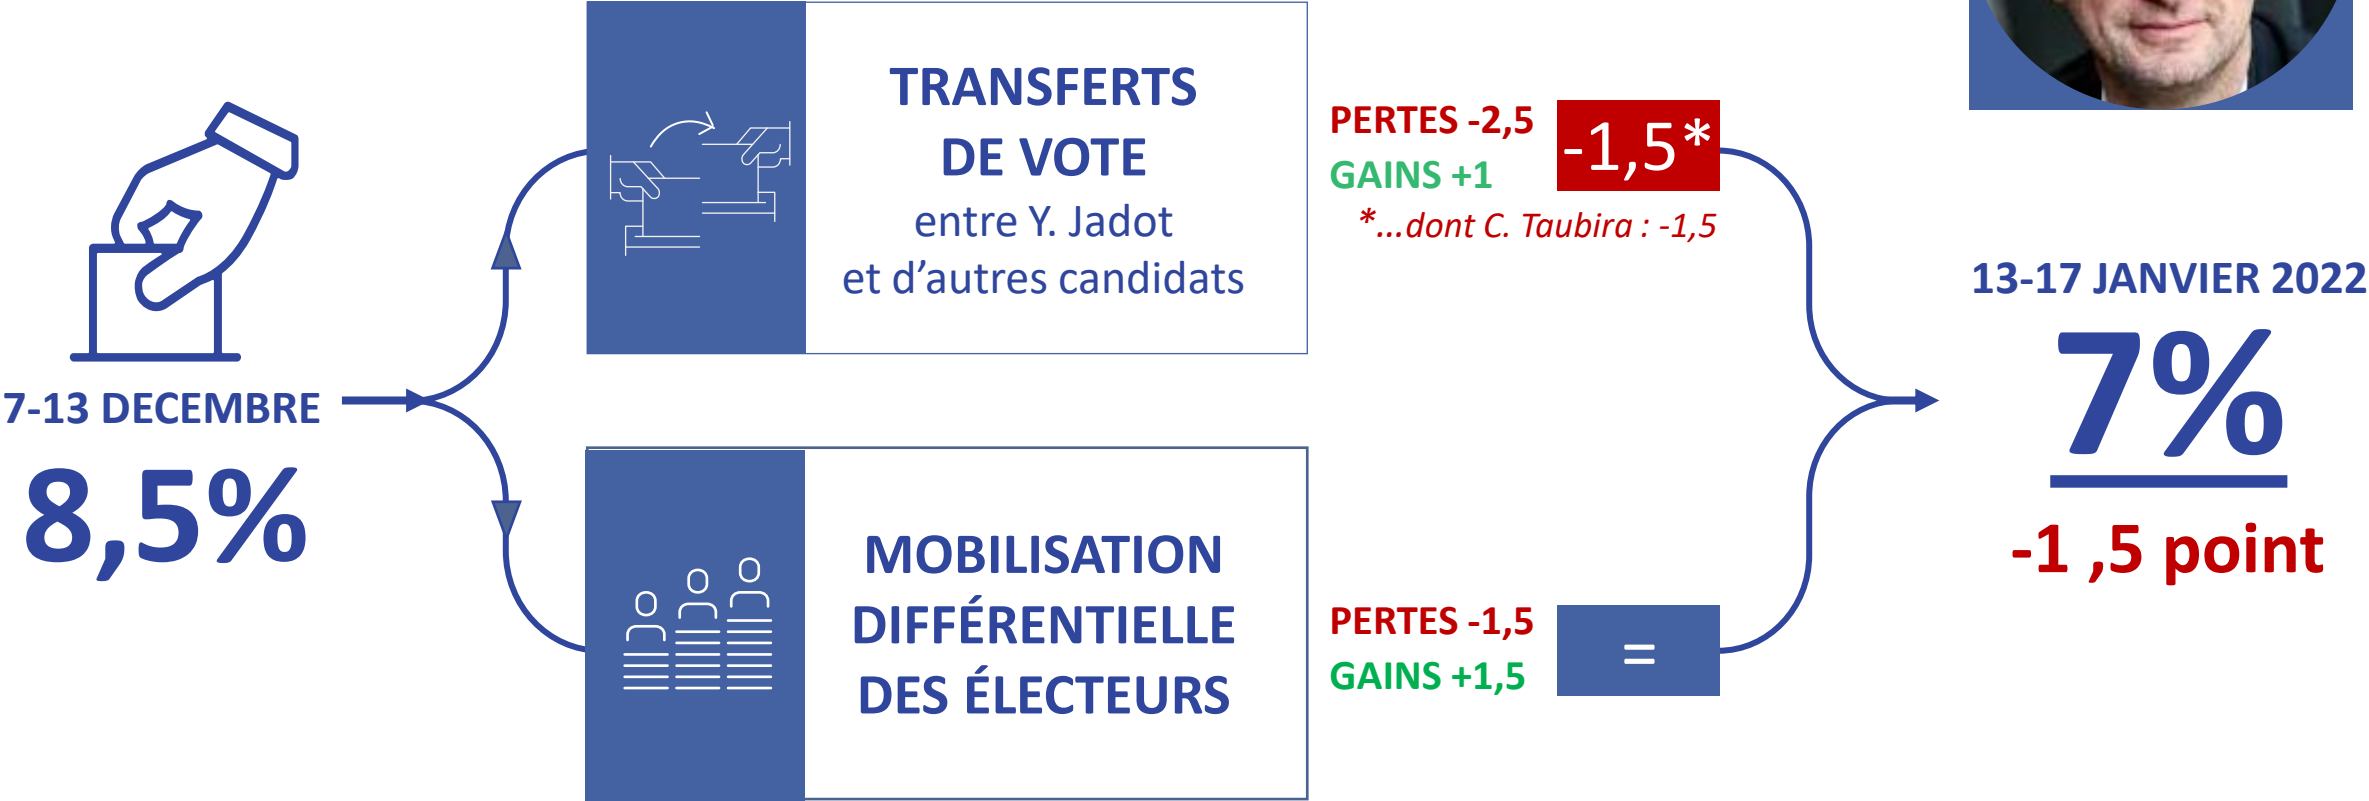 7-13 DECEMBRE
8,5%
TRANSFERTS
DE VOTE
entre Y. Jadot
et d’autres candidats
PERTES -2,5
GAINS +1
-1,5*
*…dont C. Taubira : -1,5
MOBILISATION
DIFFÉRENTIELLE
DES ÉLECTEURS
PERTES -1,5
GAINS +1,5
=
13-17 JANVIER 2022
7%
-1 ,5 point